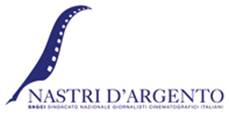 NASTRI D'ARGENTO
SNGCI SINDACATO NAZIONALE GIORNALISTI CINEMATOGRAFICI ITALIANI